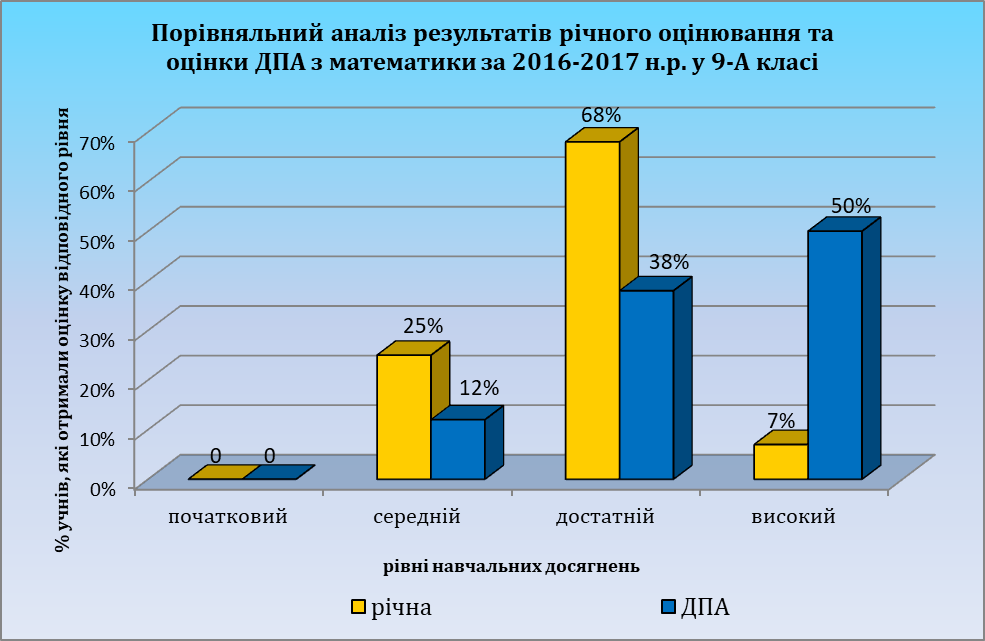 Порівняльний аналіз результатів річного оцінювання та
оцінки ДПА з математики за 2016-2017 н.р. у 9-А класі
% учнів, які отримали оцінку відповідного рівня
70%
60%
50%
40%
30%
20%
10%
0%
0
0
25%
12%
68%
38%
7%
50%
початковий
середній
достатній
високий
рівні навчальних досягнень
річна
ДПА